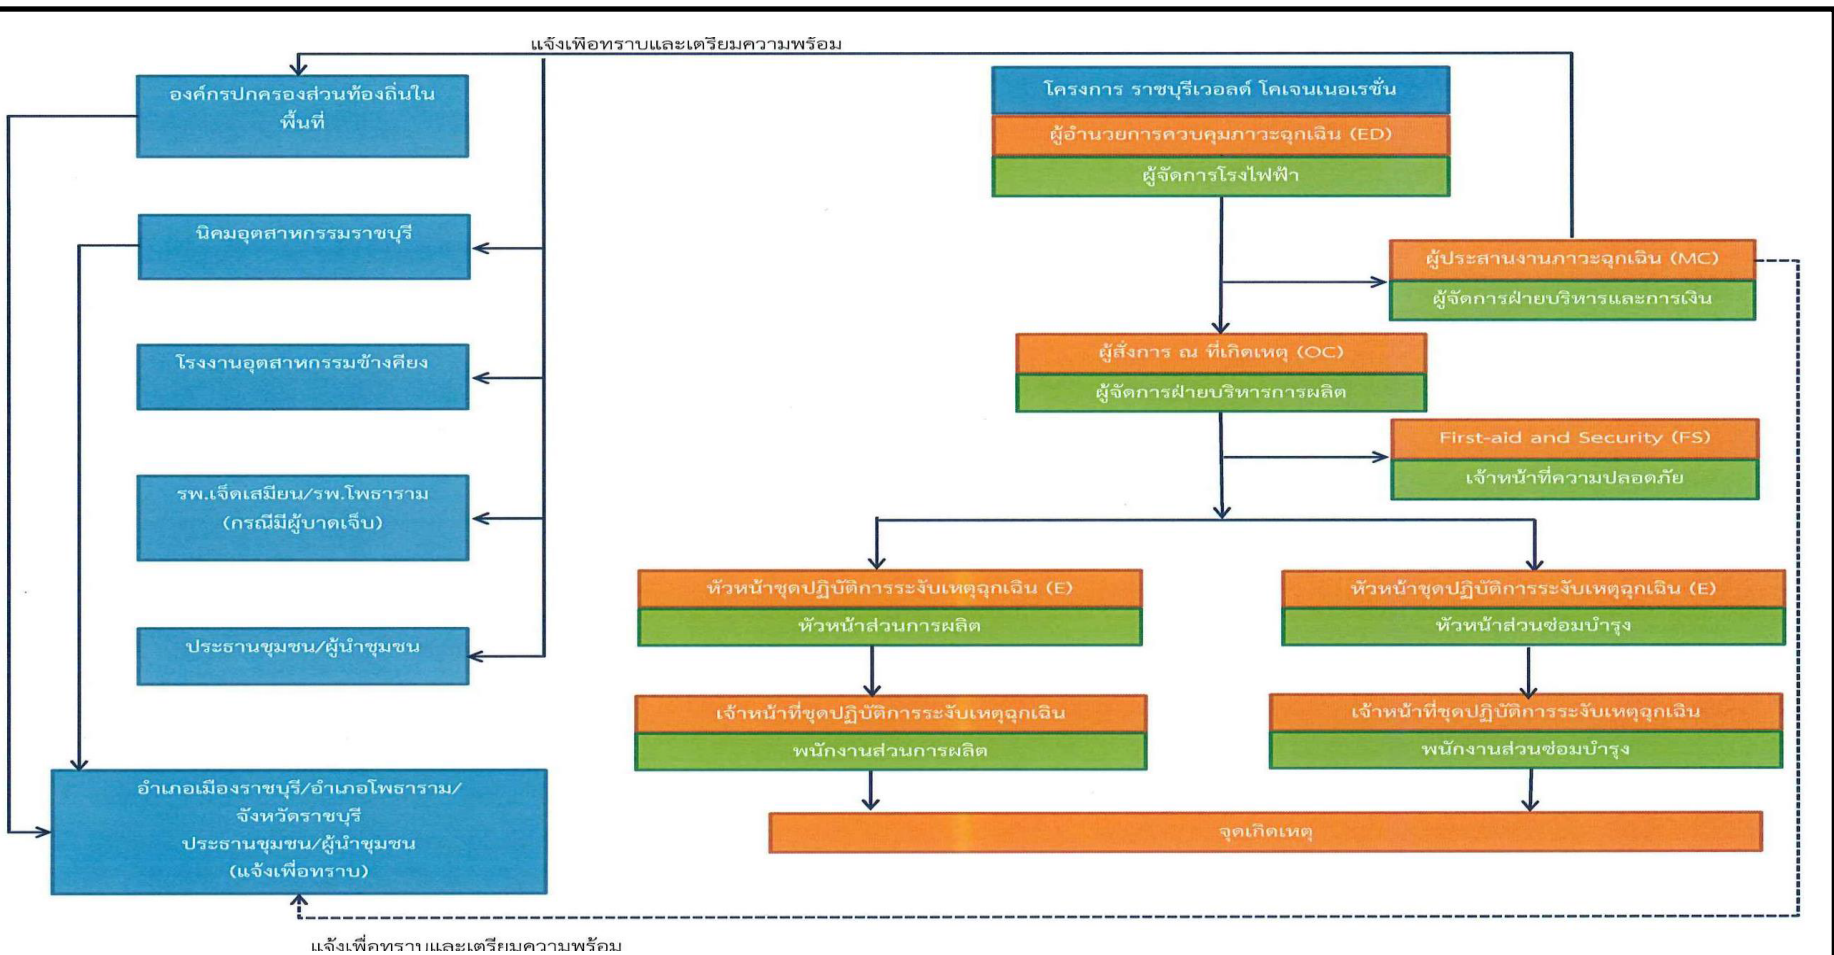 แจ้งเพื่อทราบและเตรียมความพร้อม
องค์กรปกครองส่วนท้องถิ่นใน
พื้นที่
นิคมอุตสาหกรรมราชบุรี
โรงงานอุตสาหกรรมข้างคียง
รพ.เจ็ดเสมียน/รพ.โพธาราม
(กรณีมีผู้บาดเจ็บ)
ประธานชุมชน/ผู้นำชุมชน
อำเภอเมืองราชบุรี/อำเภอโพธาราม/
จังหวัดราชบุรี
ประธานชุมชน/ผู้นำชุมชน
(แจ้งเพื่อทราบ)
โครงการ ราชบุรีเวอลด์ โคเจนเนอเรชั่น
ผู้อำนวยการควบคุมภาวะฉุกเฉิน (ED)
ผู้จัดการโรงไฟฟ้า
ผู้ประสานงานภาวะฉุกเฉิน (MC)
ผู้จัดการฝ่ายบริหารและการเงิน
ผู้สั่งการ ณ ที่เกิดเหตุ (OC)
ผู้จัดการฝ่ายบริหารการผลิต
First-aid and Security (FS)
เจ้าหน้าที่ความปลอดภัย
หัวหน้าชุดปฏิบัติการระงับเหตุฉุกเฉิน (E)
หัวหน้าส่วนการผลิต
หัวหน้าชุดปฏิบัติการระงับเหตุฉุกเฉิน (E)
หัวหน้าส่วนซ่อมบำรุง
เจ้าหน้าที่ชุดปฏิบัติการระงับเหตุฉุกเฉิน
พนักงานส่วนการผลิต
เจ้าหน้าที่ชุดปฏิบัติการระงับเหตุฉุกเฉิน
พนักงานส่วนซ่อมบำรุง
จุดเกิดเหตุ
แจ้งเพื่อทราบและเตรียมความพร้อม